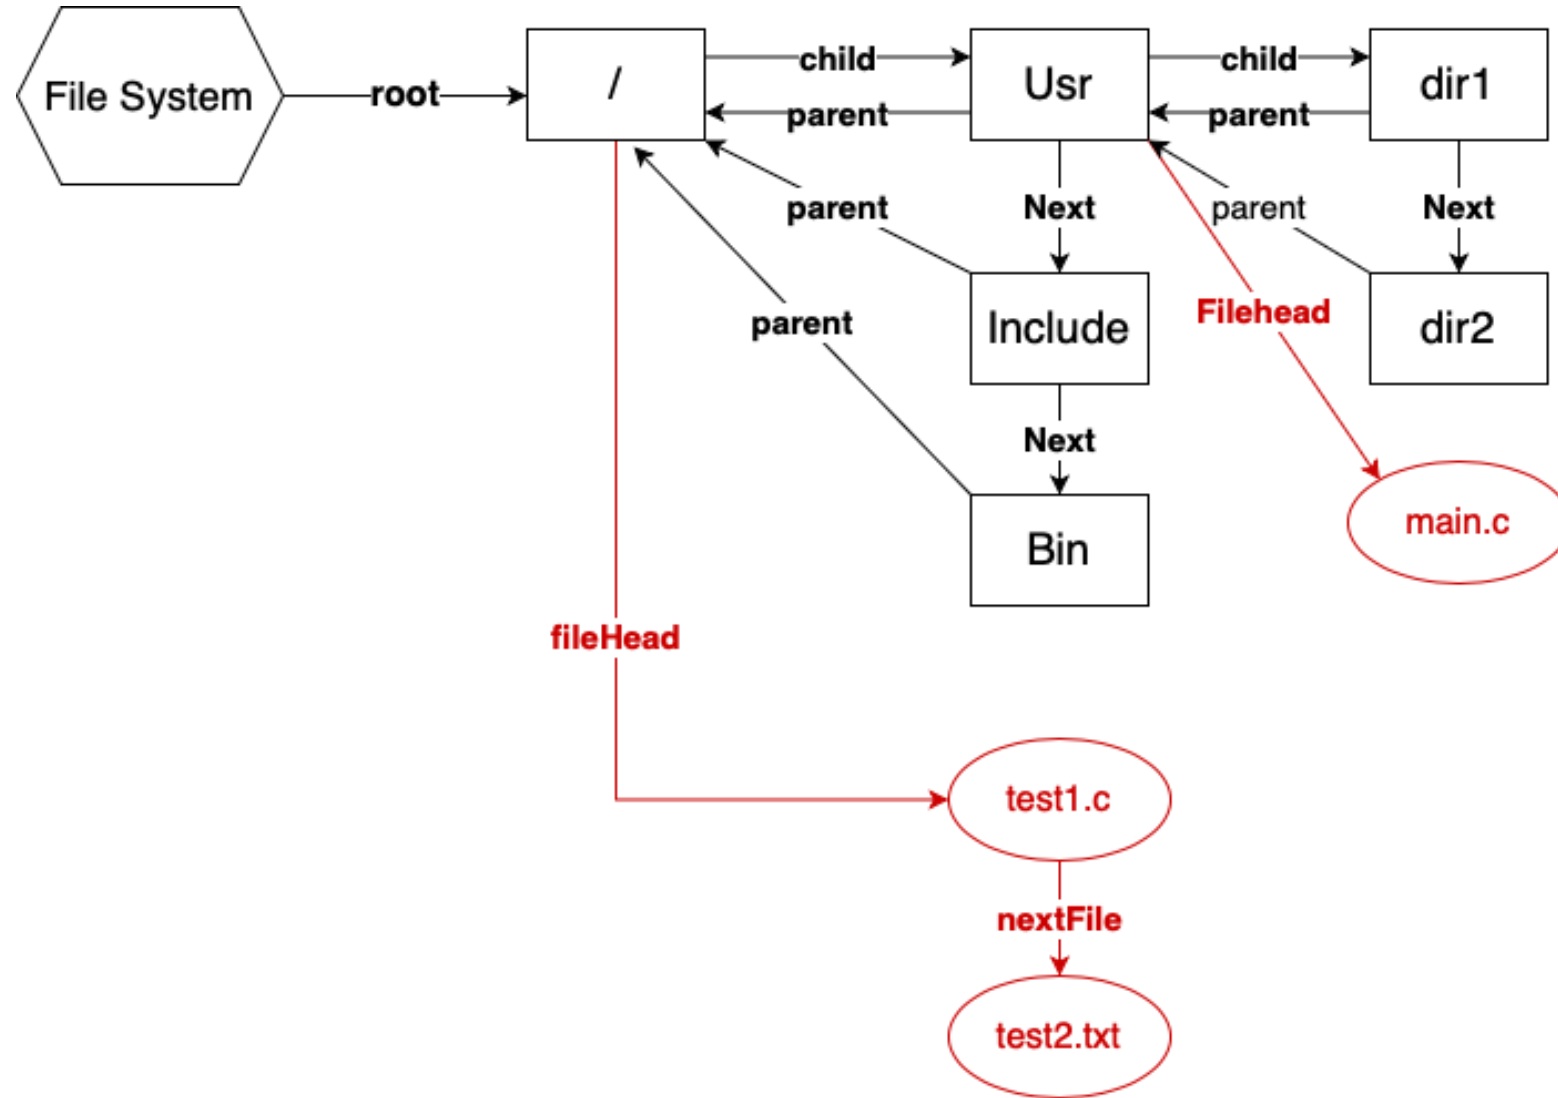 File System
root
/
child
Usr
child
dir1
parent
parent
parent
Next
parent
Next
parent
Include
Filehead
dir2
Next
main.c
Bin
fileHead
test1.c
nextFile
test2.txt